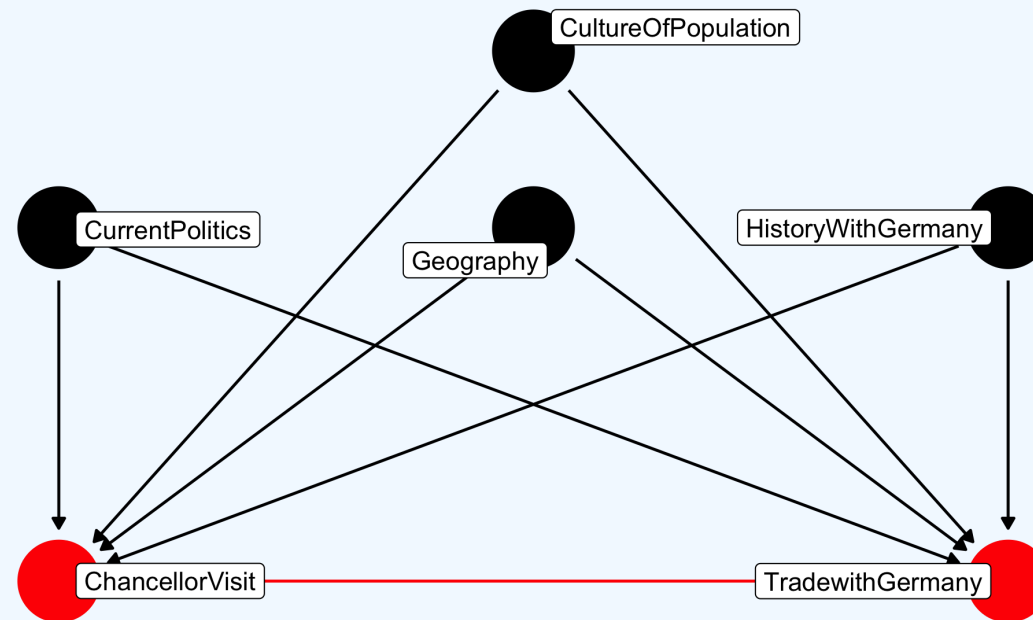 CultureOfPopulation
CurrentPolitics
HistoryWithGermany
Geography
ChancellorVisit
TradewithGermany